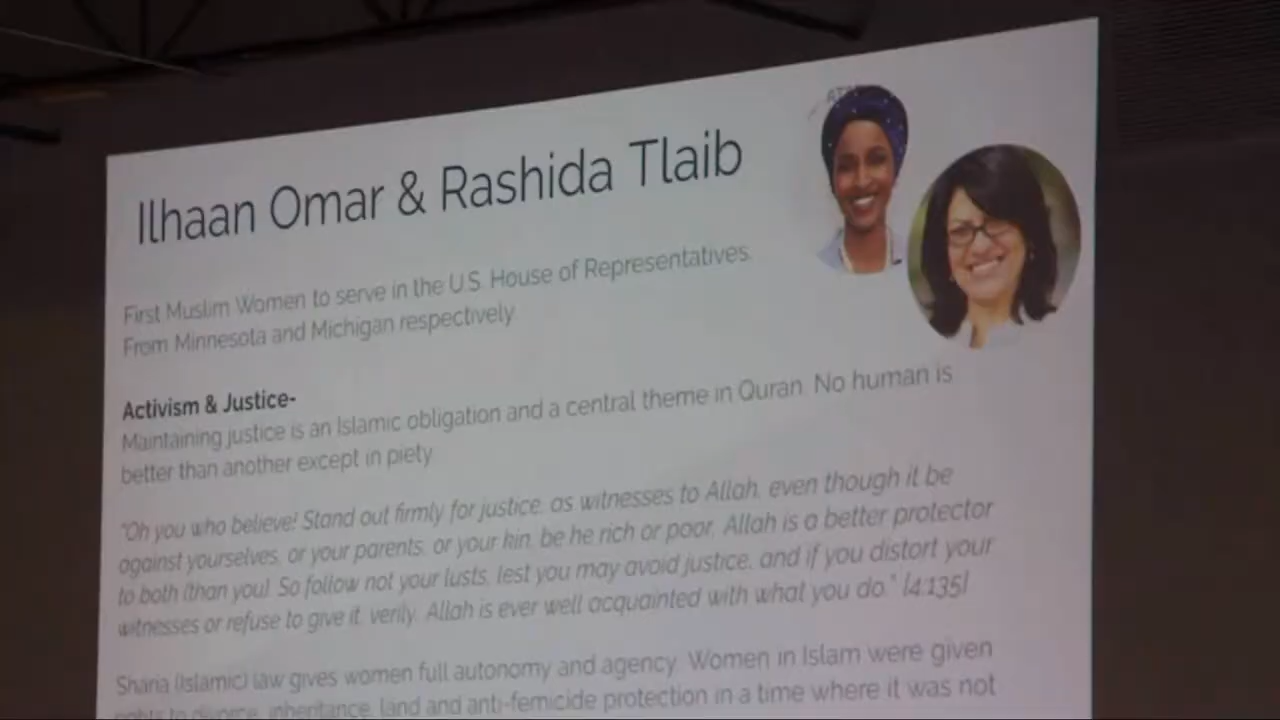 Ilhaan Omar & Rashida Tlaib
First Muslim Women to serve in the U.S. House of Representatives.
From Minnesota and Michigan respectively
Activism & Justice-
Maintaining justice is an Islamic obligation and a central theme in Quran. No human is
better than another except in piety
"Oh you who believe! Stand out firmly for justice, as witnesses to Allah, even though it be
against yourselves, or your parents, or your kin, be he rich or poor, Allah is a better protector
to both (than you). So follow not your lusts, lest you may avoid justice, and if you distort your
witnesses or refuse to give it, verily, Allah is ever well acquainted with what you do." [4:135]
Sharia (Islamic) law gives women full autonomy and agency. Women in Islam were given
rights to divorce, inheritance, land and anti-femicide protection in a time where it was not